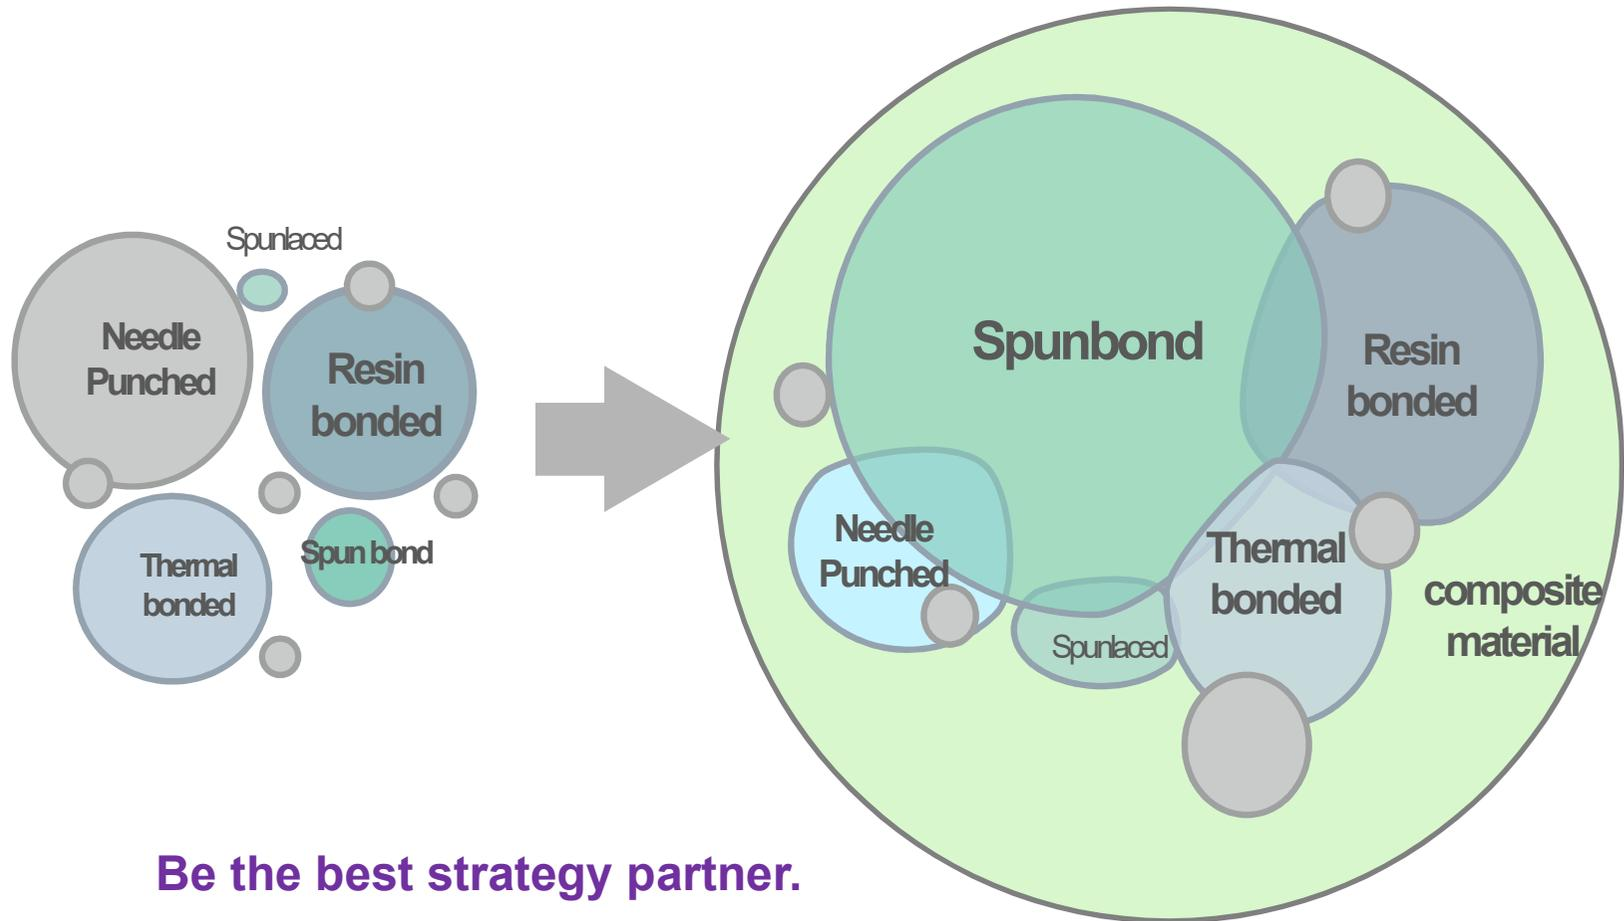 Spunlaced
Needle
Punched
Resin
bonded
Thermal
bonded
Spun bond
Spunbond
Resin
bonded
Needle
Punched
Thermal
bonded
Spunlaced
composite
material
Be the best strategy partner.